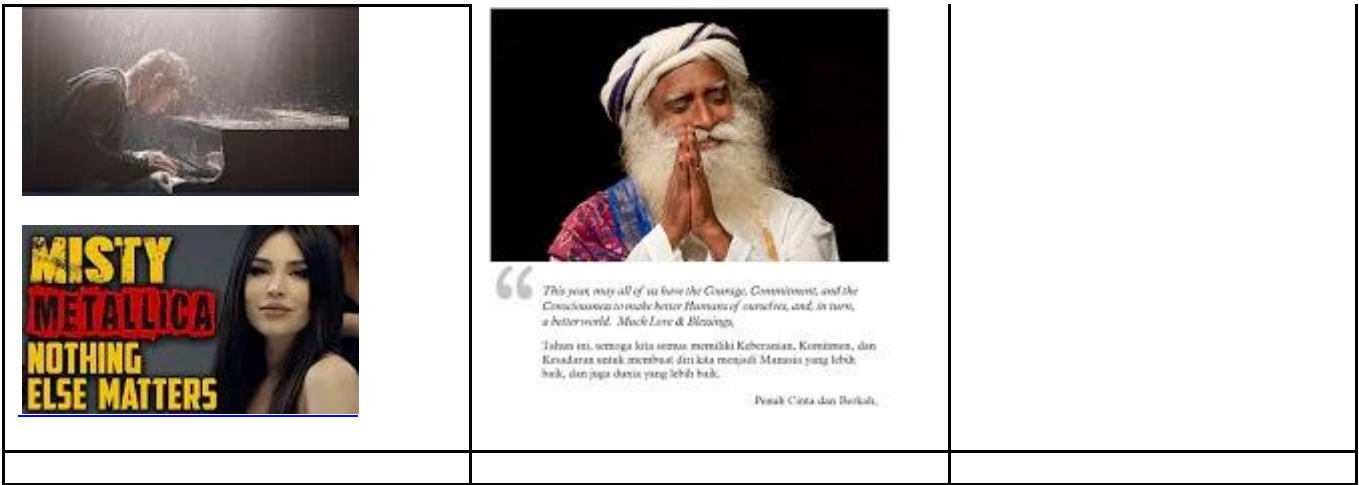 MISTY
METALLICA
NOTHING
ELSE MATTERS
“
This year, may all of us have the Courage, Commitment, and the
Consciousness to make better Humans of ourselves, and, in turn,
a better world. Much Love & Blessings,
Tahun ini, semoga kita semua memiliki Keberanian, Komitmen, dan
Kesadaran untuk membuat diri kita menjadi Manusia yang lebih
baik, dan juga dunia yang lebih baik.
Penuh Cinta dan Berkah,